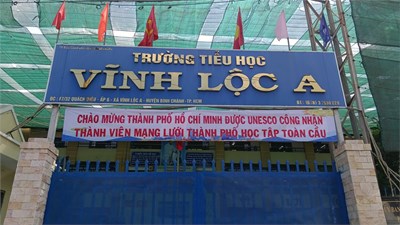 TRƯỜNG TIỂU HỌC
VĨNH LỘC A
CHÀO MỪNG THÀNH PHỐ HỒ CHÍ MINH ĐƯỢC UNESCO CÔNG NHẬN
THÀNH VIÊN MẠNG LƯỚI THÀNH PHỐ HỌC TẬP TOÀN CẦU